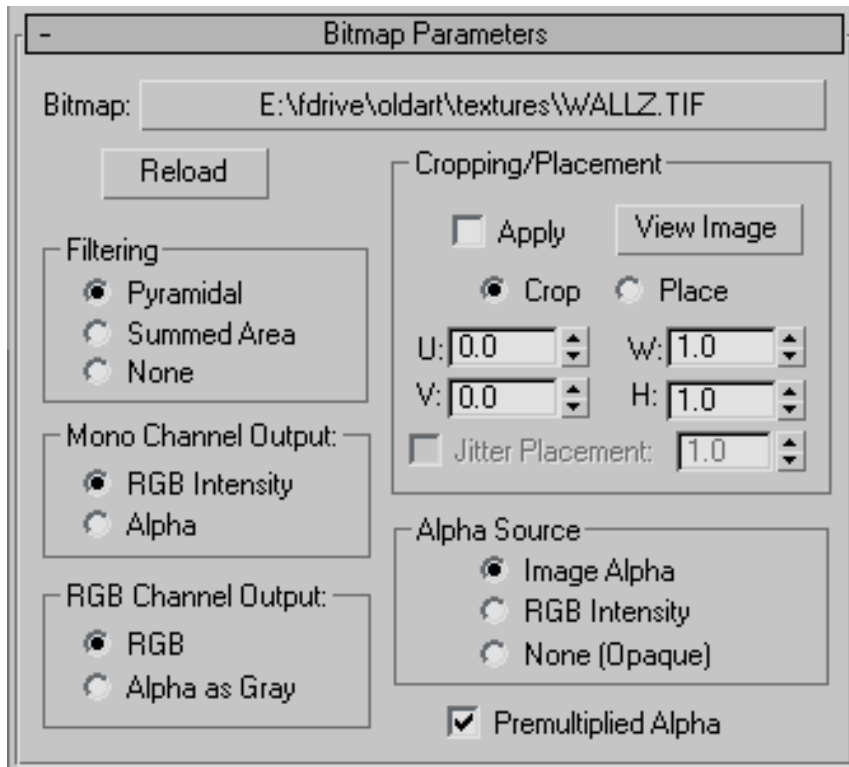 - Bitmap Parameters
Bitmap: E:\fdrive\oldart\textures\WALLZ.TIF
Reload
Filtering
Pyramidal
Summed Area
None
Mono Channel Output:
RGB Intensity
Alpha
RGB Channel Output:
RGB
Alpha as Gray
Cropping/Placement
Apply View Image
Crop Place
U: 0.0 W: 1.0
V: 0.0 H: 1.0
Jitter Placement: 1.0
Alpha Source
Image Alpha
RGB Intensity
None (Opaque)
Premultiplied Alpha